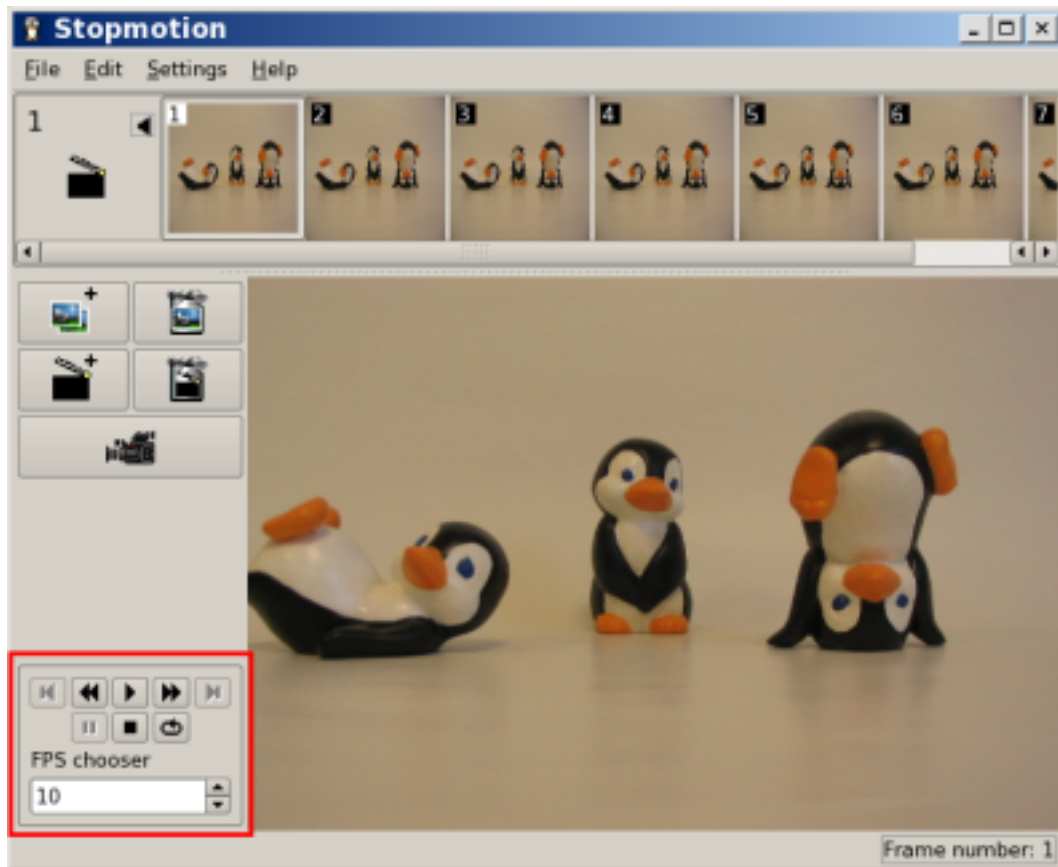 Stopmotion
File Edit Settings Help
1
1 2 3 4 5 6 7
FPS chooser
10
Frame number: 1